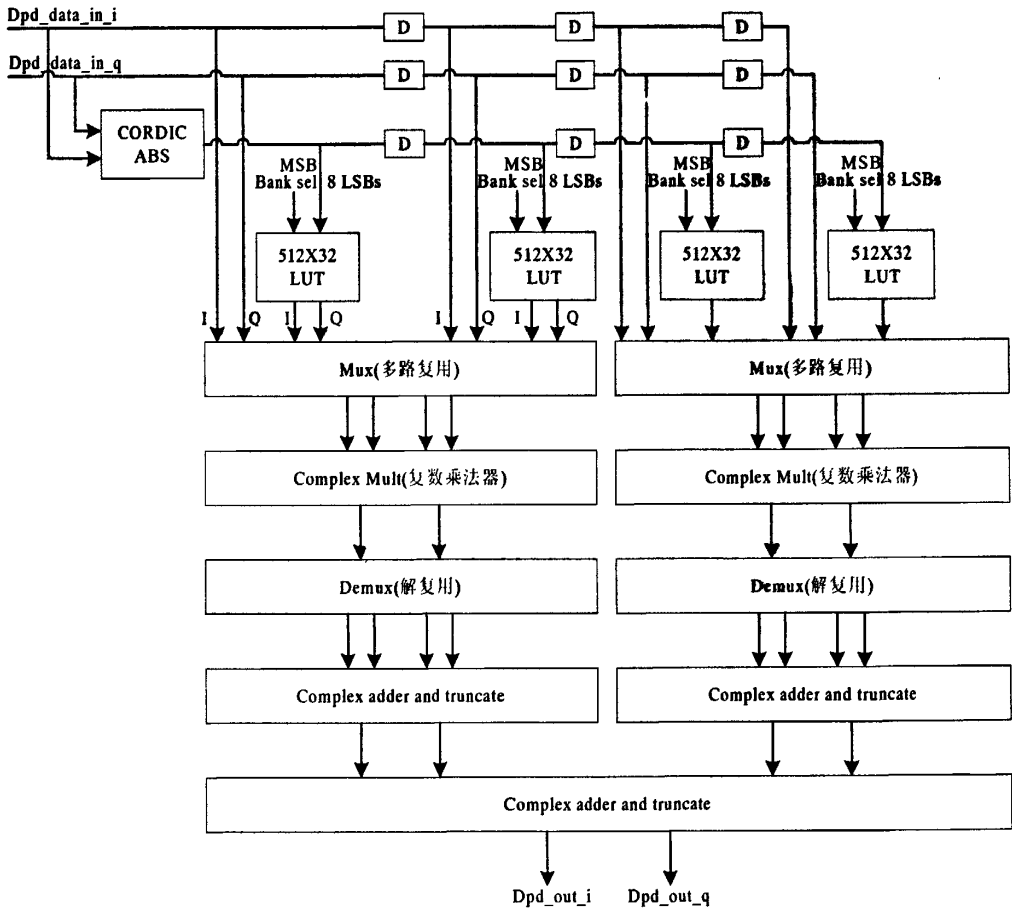 Dpd_data_in_i
D D D
Dpd_data_in_q
D D D
CORDIC
ABS
D D D
MSB
Bank sel 8 LSBs
MSB
Bank sel 8 LSBs
MSB
Bank sel 8 LSBs
MSB
Bank sel 8 LSBs
512X32
LUT
512X32
LUT
512X32
LUT
512X32
LUT
I Q I Q I Q I Q
Mux(多路复用)
Mux(多路复用)
Complex Mult(复数乘法器)
Complex Mult(复数乘法器)
Demux(解复用)
Demux(解复用)
Complex adder and truncate
Complex adder and truncate
Complex adder and truncate
Dpd_out_i Dpd_out_q